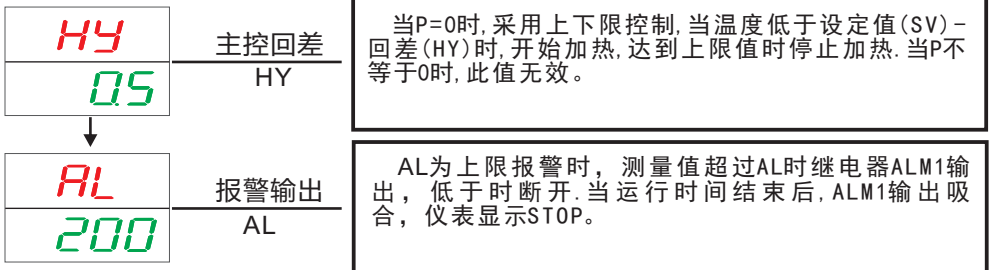 HY
0.5
主控回差
HY
当P=0时,采用上下限控制,当温度低于设定值(SV)-
回差(HY)时,开始加热,达到上限值时停止加热.当P不
等于0时,此值无效。
AL
200
报警输出
AL
AL为上限报警时，测量值超过AL时继电器ALM1输
出，低于时断开.当运行时间结束后,ALM1输出吸
合，仪表显示STOP。